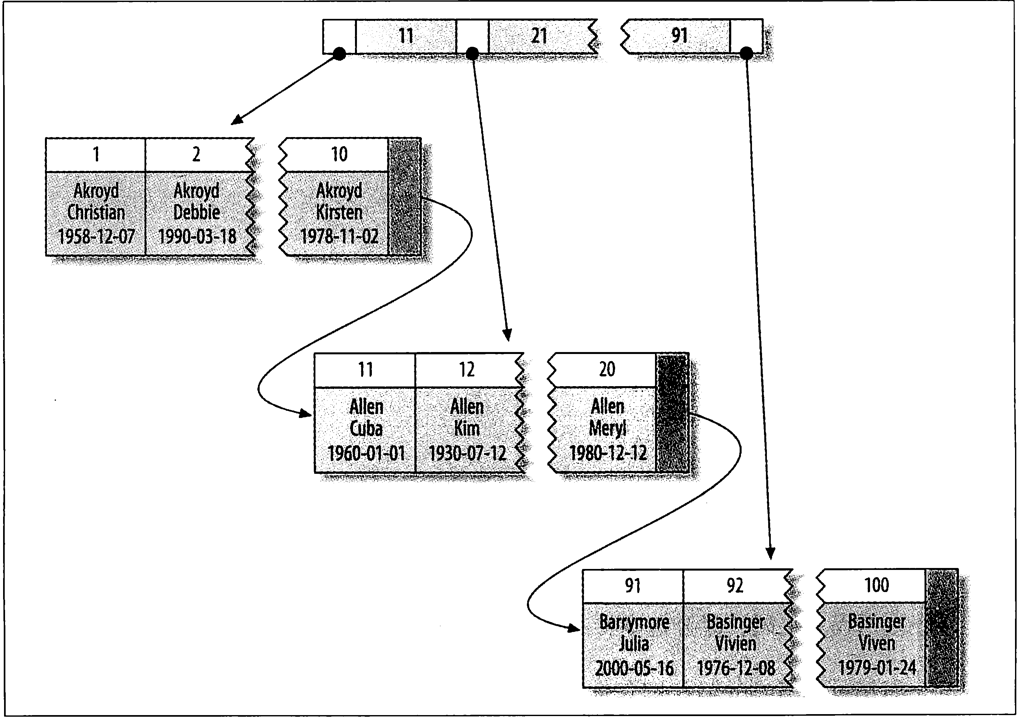 11 21 91
1 2 10
Akroyd Akroyd Akroyd
Christian Debbie Kirsten
1958-12-07 1990-03-18 1978-11-02
11 12 20
Allen Allen Allen
Cuba Kim Meryl
1960-01-01 1930-07-12 1980-12-12
91 92 100
Barrymore Basinger Basinger
Julia Vivien Viven
2000-05-16 1976-12-08 1979-01-24